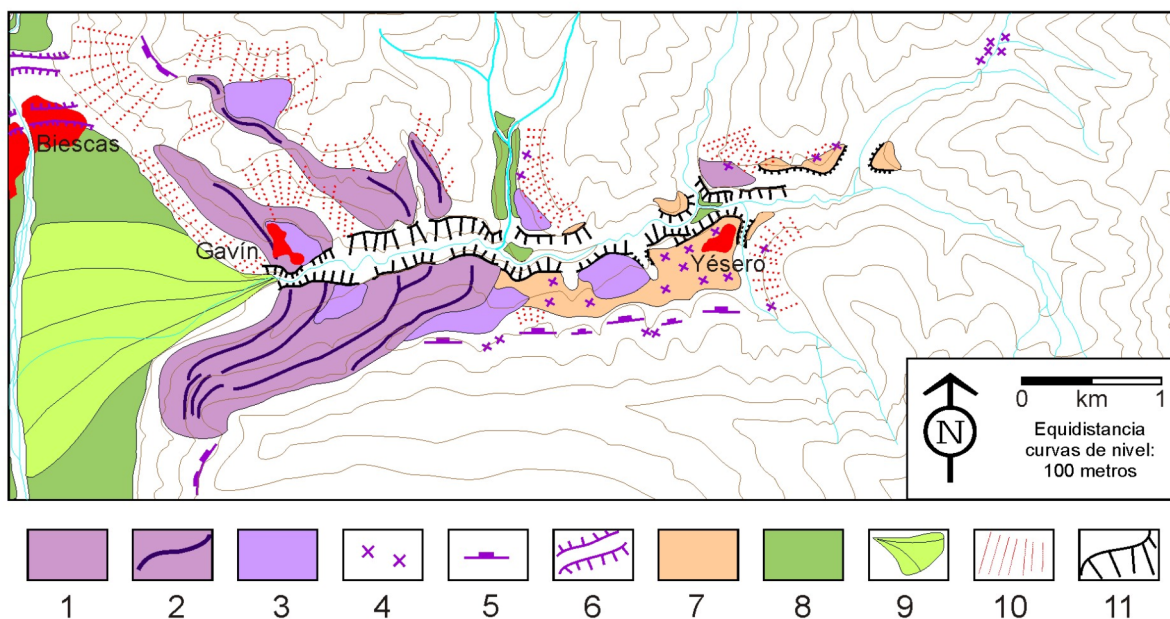 Biescas
Gavín
Yésero
N
0 km 1
Equidistancia
curvas de nivel:
100 metros
1 2 3 4 5 6 7 8 9 10 11